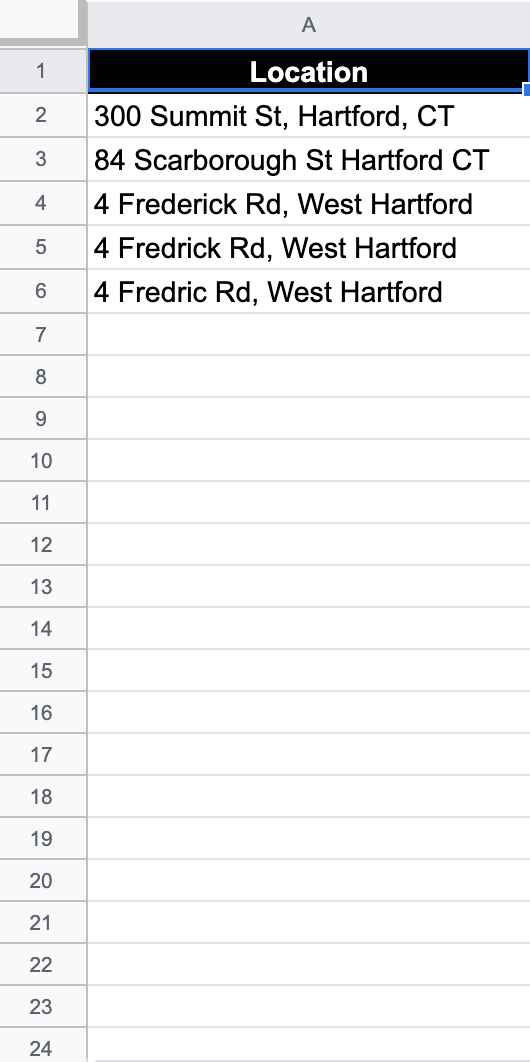 A
1 Location
2 300 Summit St, Hartford, CT
3 84 Scarborough St Hartford CT
4 4 Frederick Rd, West Hartford
5 4 Fredrick Rd, West Hartford
6 4 Fredric Rd, West Hartford
7
8
9
10
11
12
13
14
15
16
17
18
19
20
21
22
23
24